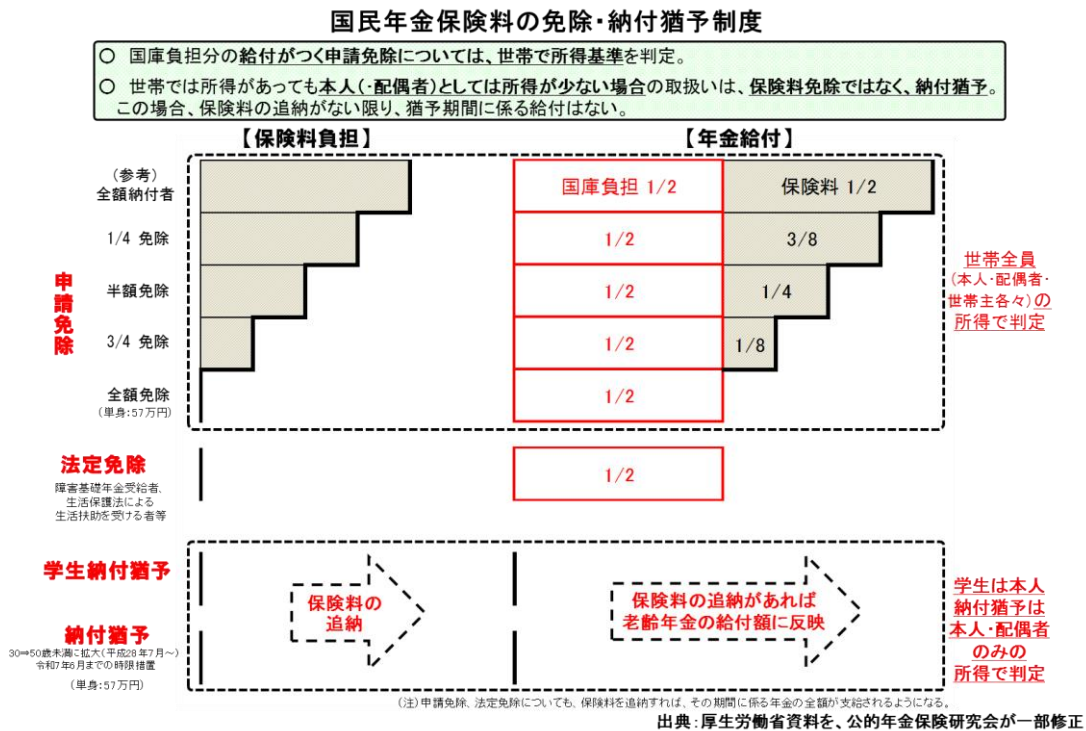 国民年金保険料の免除・納付猶予制度
○ 国庫負担分の給付がつく申請免除については、世帯で所得基準を判定。
○ 世帯では所得があっても本人(・配偶者)としては所得が少ない場合の取扱いは、保険料免除ではなく、納付猶予。
この場合、保険料の追納がない限り、猶予期間に係る給付はない。
【保険料負担】
【年金給付】
(参考)
全額納付者
国庫負担 1/2
保険料 1/2
1/4 免除
1/2
3/8
申請免除
半額免除
1/2
1/4
3/4 免除
1/2
1/8
全額免除
(単身:57万円)
1/2
世帯全員
(本人・配偶者・
世帯主各々)の
所得で判定
法定免除
障害基礎年金受給者、
生活保護法による
生活扶助を受ける者等
1/2
学生納付猶予
納付猶予
30⇒50歳未満に拡大(平成28年7月~)
令和7年6月までの時限措置
(単身:57万円)
保険料の
追納
保険料の追納があれば
老齢年金の給付額に反映
学生は本人
納付猶予は
本人・配偶者
のみの
所得で判定
(注)申請免除、法定免除についても、保険料を追納すれば、その期間に係る年金の全額が支給されるようになる。
出典:厚生労働省資料を、公的年金保険研究会が一部修正